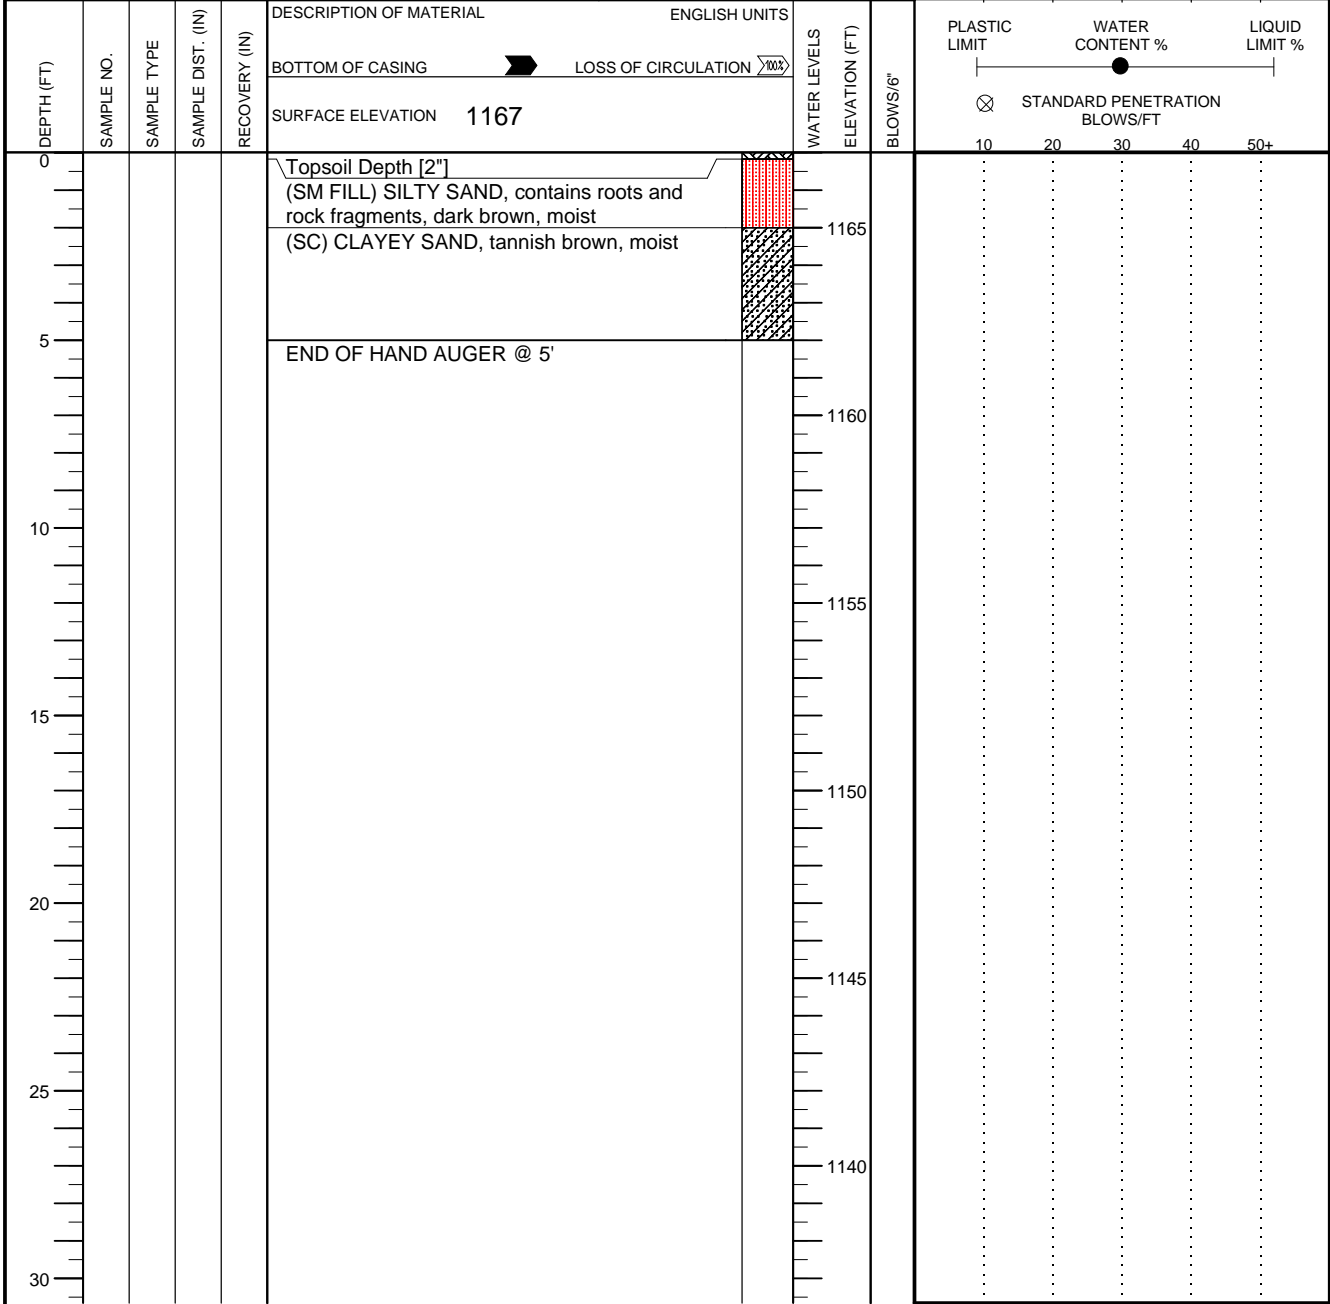 DEPTH (FT)
SAMPLE NO.
SAMPLE TYPE
SAMPLE DIST. (IN)
RECOVERY (IN)
DESCRIPTION OF MATERIAL ENGLISH UNITS
BOTTOM OF CASING LOSS OF CIRCULATION 100%
SURFACE ELEVATION 1167
WATER LEVELS
ELEVATION (FT)
BLOWS/6"
PLASTIC LIMIT
WATER CONTENT %
LIQUID LIMIT %
STANDARD PENETRATION
BLOWS/FT
10 20 30 40 50+
0
Topsoil Depth [2"]
(SM FILL) SILTY SAND, contains roots and
rock fragments, dark brown, moist
1165
(SC) CLAYEY SAND, tannish brown, moist
5
END OF HAND AUGER @ 5'
1160
10
1155
15
1150
20
1145
25
1140
30